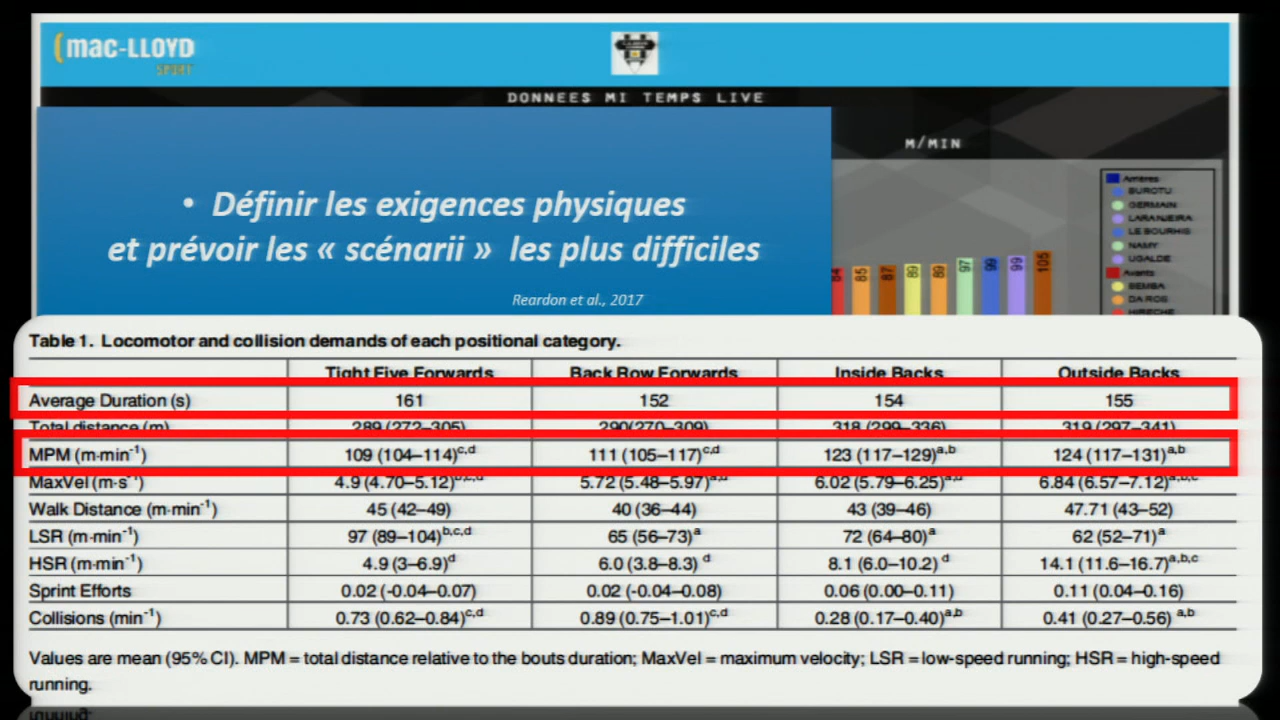 (mac-LLOYD
SPORT
DONNEES MI TEMPS LIVE
M/MIN
• Définir les exigences physiques
et prévoir les « scénarii » les plus difficiles
Reardon et al., 2017
84 85 87 89 89 97 99 99 105
Arrières
BUROTU
GERMAIN
LARANJEIRA
LE BOURHIS
NAMY
UGALDE
Avants
BEMBA
DA ROS
HIRECHE
Table 1. Locomotor and collision demands of each positional category.
Tight Five Forwards Back Row Forwards Inside Backs Outside Backs
Average Duration (s) 161 152 154 155
Total distance (m) 289 (272–305) 290(270–309) 318 (299–336) 319 (297–341)
MPM (m·min⁻¹) 109 (104–114)c,d 111 (105–117)c,d 123 (117–129)a,b 124 (117–131)a,b
MaxVel (m·s⁻¹) 4.9 (4.70–5.12)b,c,d 5.72 (5.48–5.97)a,d 6.02 (5.79–6.25)a,d 6.84 (6.57–7.12)a,b,c
Walk Distance (m·min⁻¹) 45 (42–49) 40 (36–44) 43 (39–46) 47.71 (43–52)
LSR (m·min⁻¹) 97 (89–104)b,c,d 65 (56–73)a 72 (64–80)a 62 (52–71)a
HSR (m·min⁻¹) 4.9 (3–6.9)d 6.0 (3.8–8.3) d 8.1 (6.0–10.2) d 14.1 (11.6–16.7)a,b,c
Sprint Efforts 0.02 (-0.04–0.07) 0.02 (-0.04–0.08) 0.06 (0.00–0.11) 0.11 (0.04–0.16)
Collisions (min⁻¹) 0.73 (0.62–0.84)c,d 0.89 (0.75–1.01)c,d 0.28 (0.17–0.40)a,b 0.41 (0.27–0.56) a,b
Values are mean (95% CI). MPM = total distance relative to the bouts duration; MaxVel = maximum velocity; LSR = low-speed running; HSR = high-speed
running.